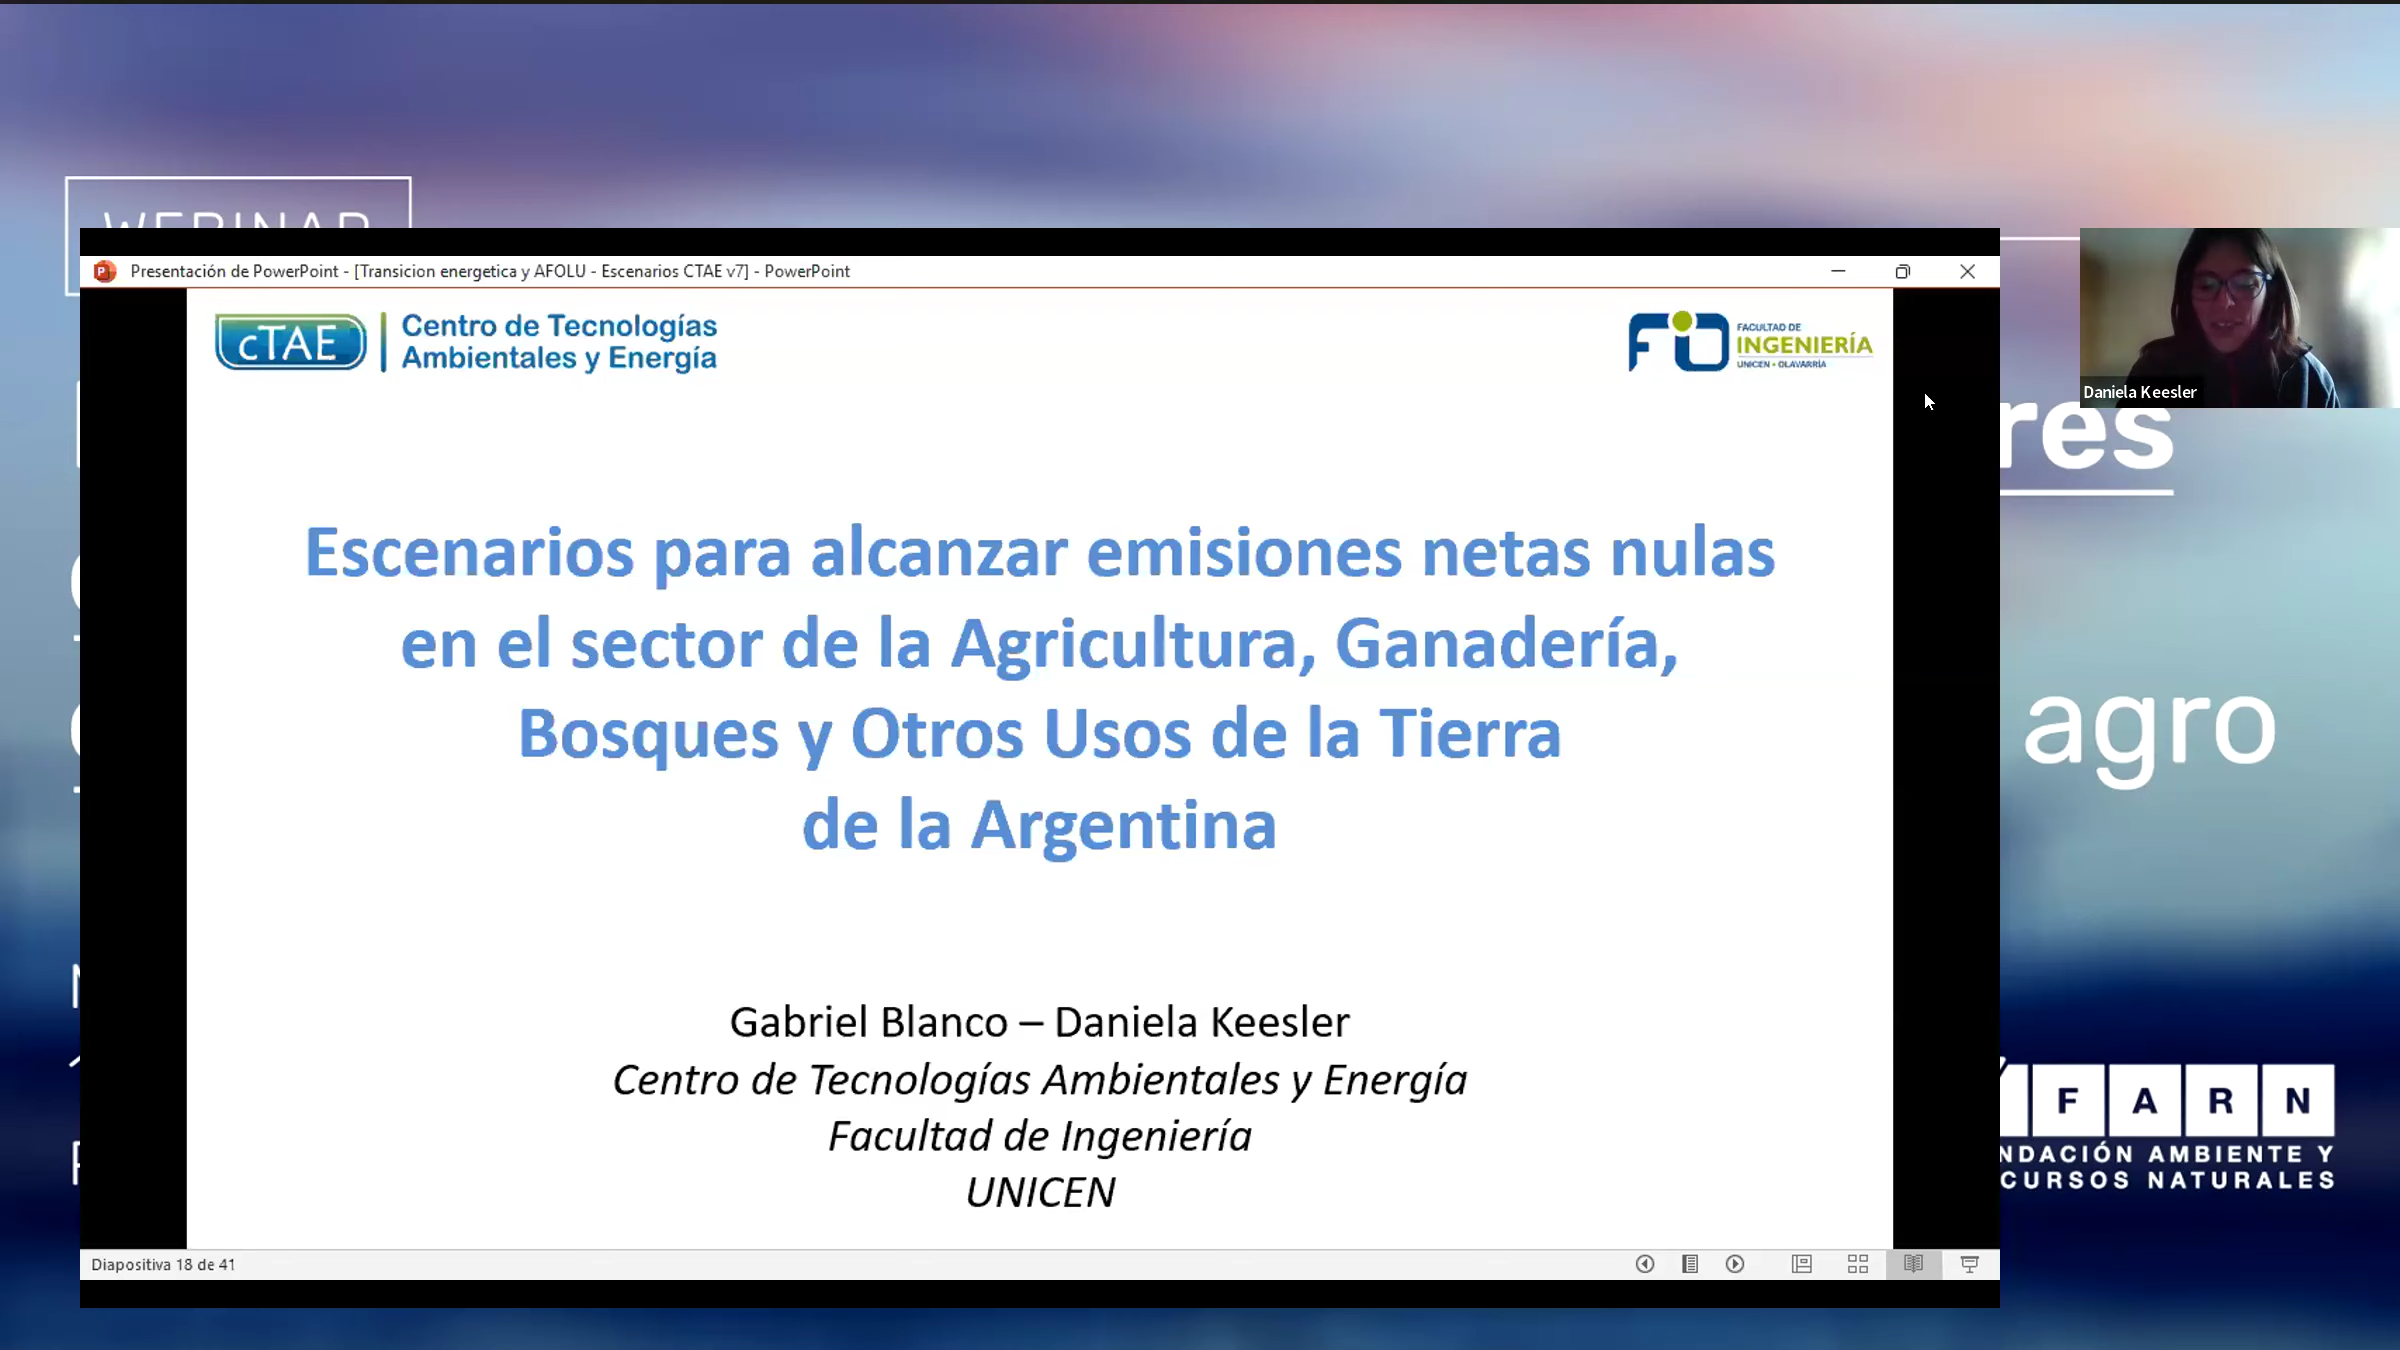 WEBINAR
Presentación de PowerPoint - [Transicion energetica y AFOLU - Escenarios CTAE v7] - PowerPoint
cTAE
Centro de Tecnologías
Ambientales y Energía
FIO
FACULTAD DE
INGENIERÍA
UNICEN • OLAVARRÍA
Daniela Keesler
res
Escenarios para alcanzar emisiones netas nulas
en el sector de la Agricultura, Ganadería,
Bosques y Otros Usos de la Tierra
de la Argentina
agro
Gabriel Blanco – Daniela Keesler
Centro de Tecnologías Ambientales y Energía
Facultad de Ingeniería
UNICEN
FARN
NDACIÓN AMBIENTE Y
CURSOS NATURALES
Diapositiva 18 de 41